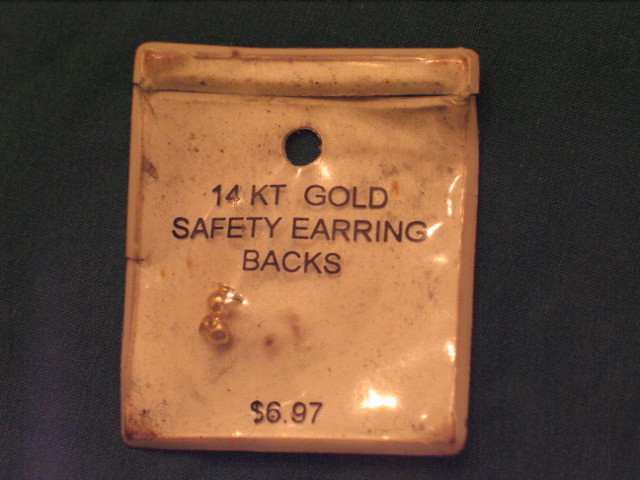 14 KT GOLD
SAFETY EARRING
BACKS
$6.97